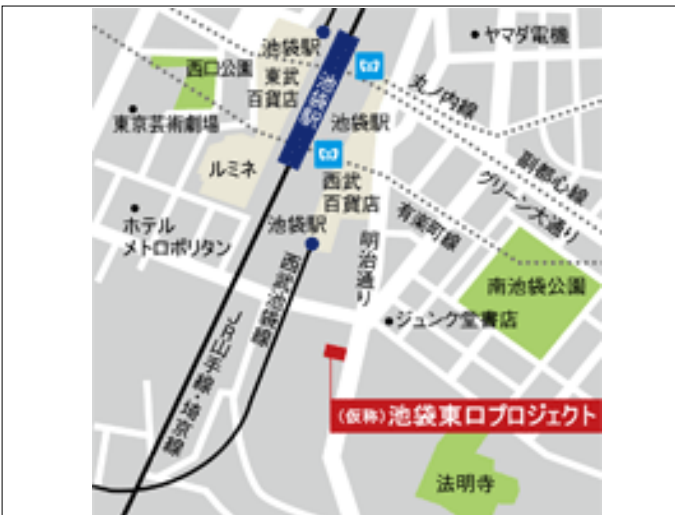 池袋駅
ヤマダ電機
西口公園
東武
百貨店
池袋駅
丸ノ内線
東京芸術劇場
池袋駅
副都心線
ルミネ
西武
百貨店
グリーン大通り
有楽町線
ホテル
メトロポリタン
池袋駅
明治通り
南池袋公園
西武池袋線
ジュンク堂書店
JR山手線・埼京線
(仮称)池袋東口プロジェクト
法明寺